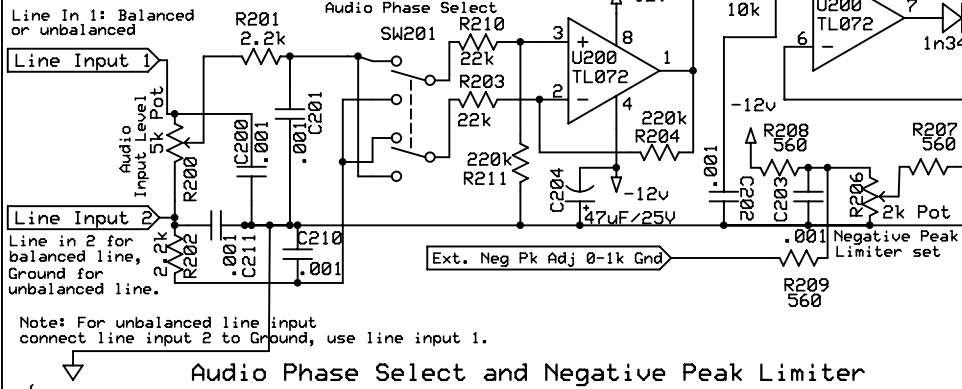 Line In 1: Balanced
or unbalanced
Line Input 1
Audio
Input Level
5k Pot
R200
R201
2.2k
C200
.001
C201
.001
Audio Phase Select
SW201
R210
22k
R203
22k
3
+
2
-
8
1
4
U200
TL072
220k
R204
220k
R211
C204
+
47uF/25V
-12v
10k
U200
TL072
6
-
7
1n34
-12v
.001
C202
R208
560
C203
.001
R206
2k Pot
R207
560
Negative Peak
Limiter set
R209
560
Ext. Neg Pk Adj 0-1k Gnd
Line Input 2
Line in 2 for
balanced line,
Ground for
unbalanced line.
2.2k
R202
.001
C211
C210
.001
Note: For unbalanced line input
connect line input 2 to Ground, use line input 1.
Audio Phase Select and Negative Peak Limiter